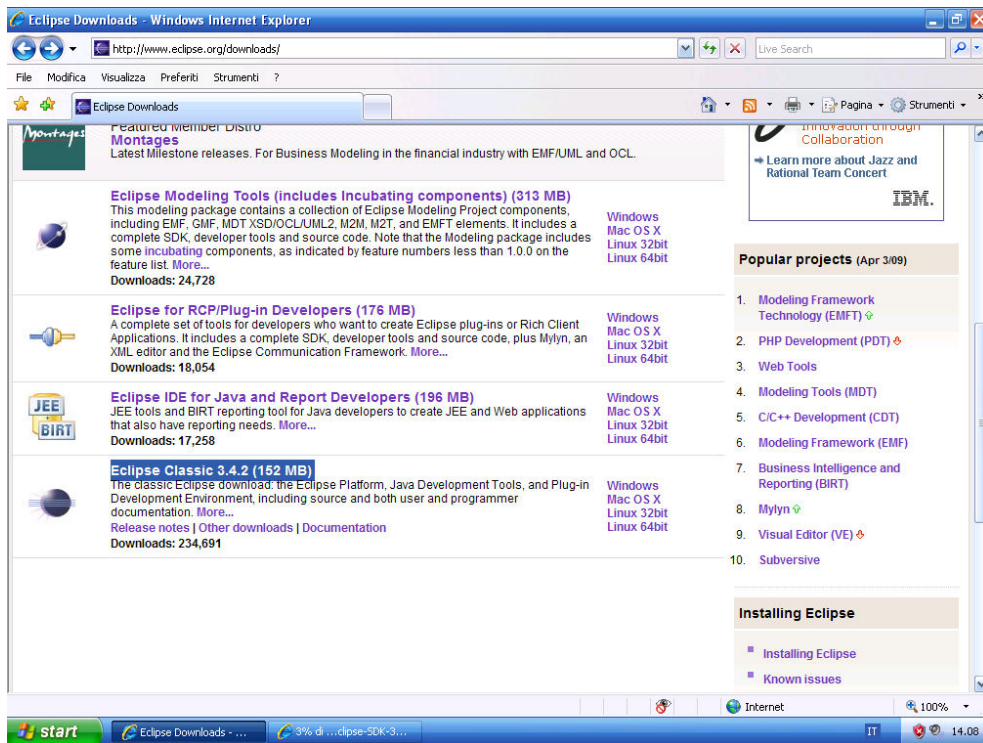 Eclipse Downloads - Windows Internet Explorer
http://www.eclipse.org/downloads/
Live Search
File Modifica Visualizza Preferiti Strumenti ?
Eclipse Downloads
Pagina
Strumenti
»
Montages
Featured Member Distro
Montages
Latest Milestone releases. For Business Modeling in the financial industry with EMF/UML and OCL.
Eclipse Modeling Tools (includes Incubating components) (313 MB)
This modeling package contains a collection of Eclipse Modeling Project components,
including EMF, GMF, MDT XSD/OCL/UML2, M2M, M2T, and EMFT elements. It includes a
complete SDK, developer tools and source code. Note that the Modeling package includes
some incubating components, as indicated by feature numbers less than 1.0.0 on the
feature list. More...
Downloads: 24,728
Windows
Mac OS X
Linux 32bit
Linux 64bit
Eclipse for RCP/Plug-in Developers (176 MB)
A complete set of tools for developers who want to create Eclipse plug-ins or Rich Client
Applications. It includes a complete SDK, developer tools and source code, plus Mylyn, an
XML editor and the Eclipse Communication Framework. More...
Downloads: 18,054
Windows
Mac OS X
Linux 32bit
Linux 64bit
JEE
BIRT
Eclipse IDE for Java and Report Developers (196 MB)
JEE tools and BIRT reporting tool for Java developers to create JEE and Web applications
that also have reporting needs. More...
Downloads: 17,258
Windows
Mac OS X
Linux 32bit
Linux 64bit
Eclipse Classic 3.4.2 (152 MB)
The classic Eclipse download: the Eclipse Platform, Java Development Tools, and Plug-in
Development Environment, including source and both user and programmer
documentation. More...
Release notes | Other downloads | Documentation
Downloads: 234,691
Windows
Mac OS X
Linux 32bit
Linux 64bit
Innovation through
Collaboration
Learn more about Jazz and
Rational Team Concert
IBM.
Popular projects (Apr 3/09)
1. Modeling Framework
Technology (EMFT)
2. PHP Development (PDT)
3. Web Tools
4. Modeling Tools (MDT)
5. C/C++ Development (CDT)
6. Modeling Framework (EMF)
7. Business Intelligence and
Reporting (BIRT)
8. Mylyn
9. Visual Editor (VE)
10. Subversive
Installing Eclipse
Installing Eclipse
Known issues
Internet
100%
start
Eclipse Downloads - ...
3% di ...clipse-SDK-3...
IT
14.08